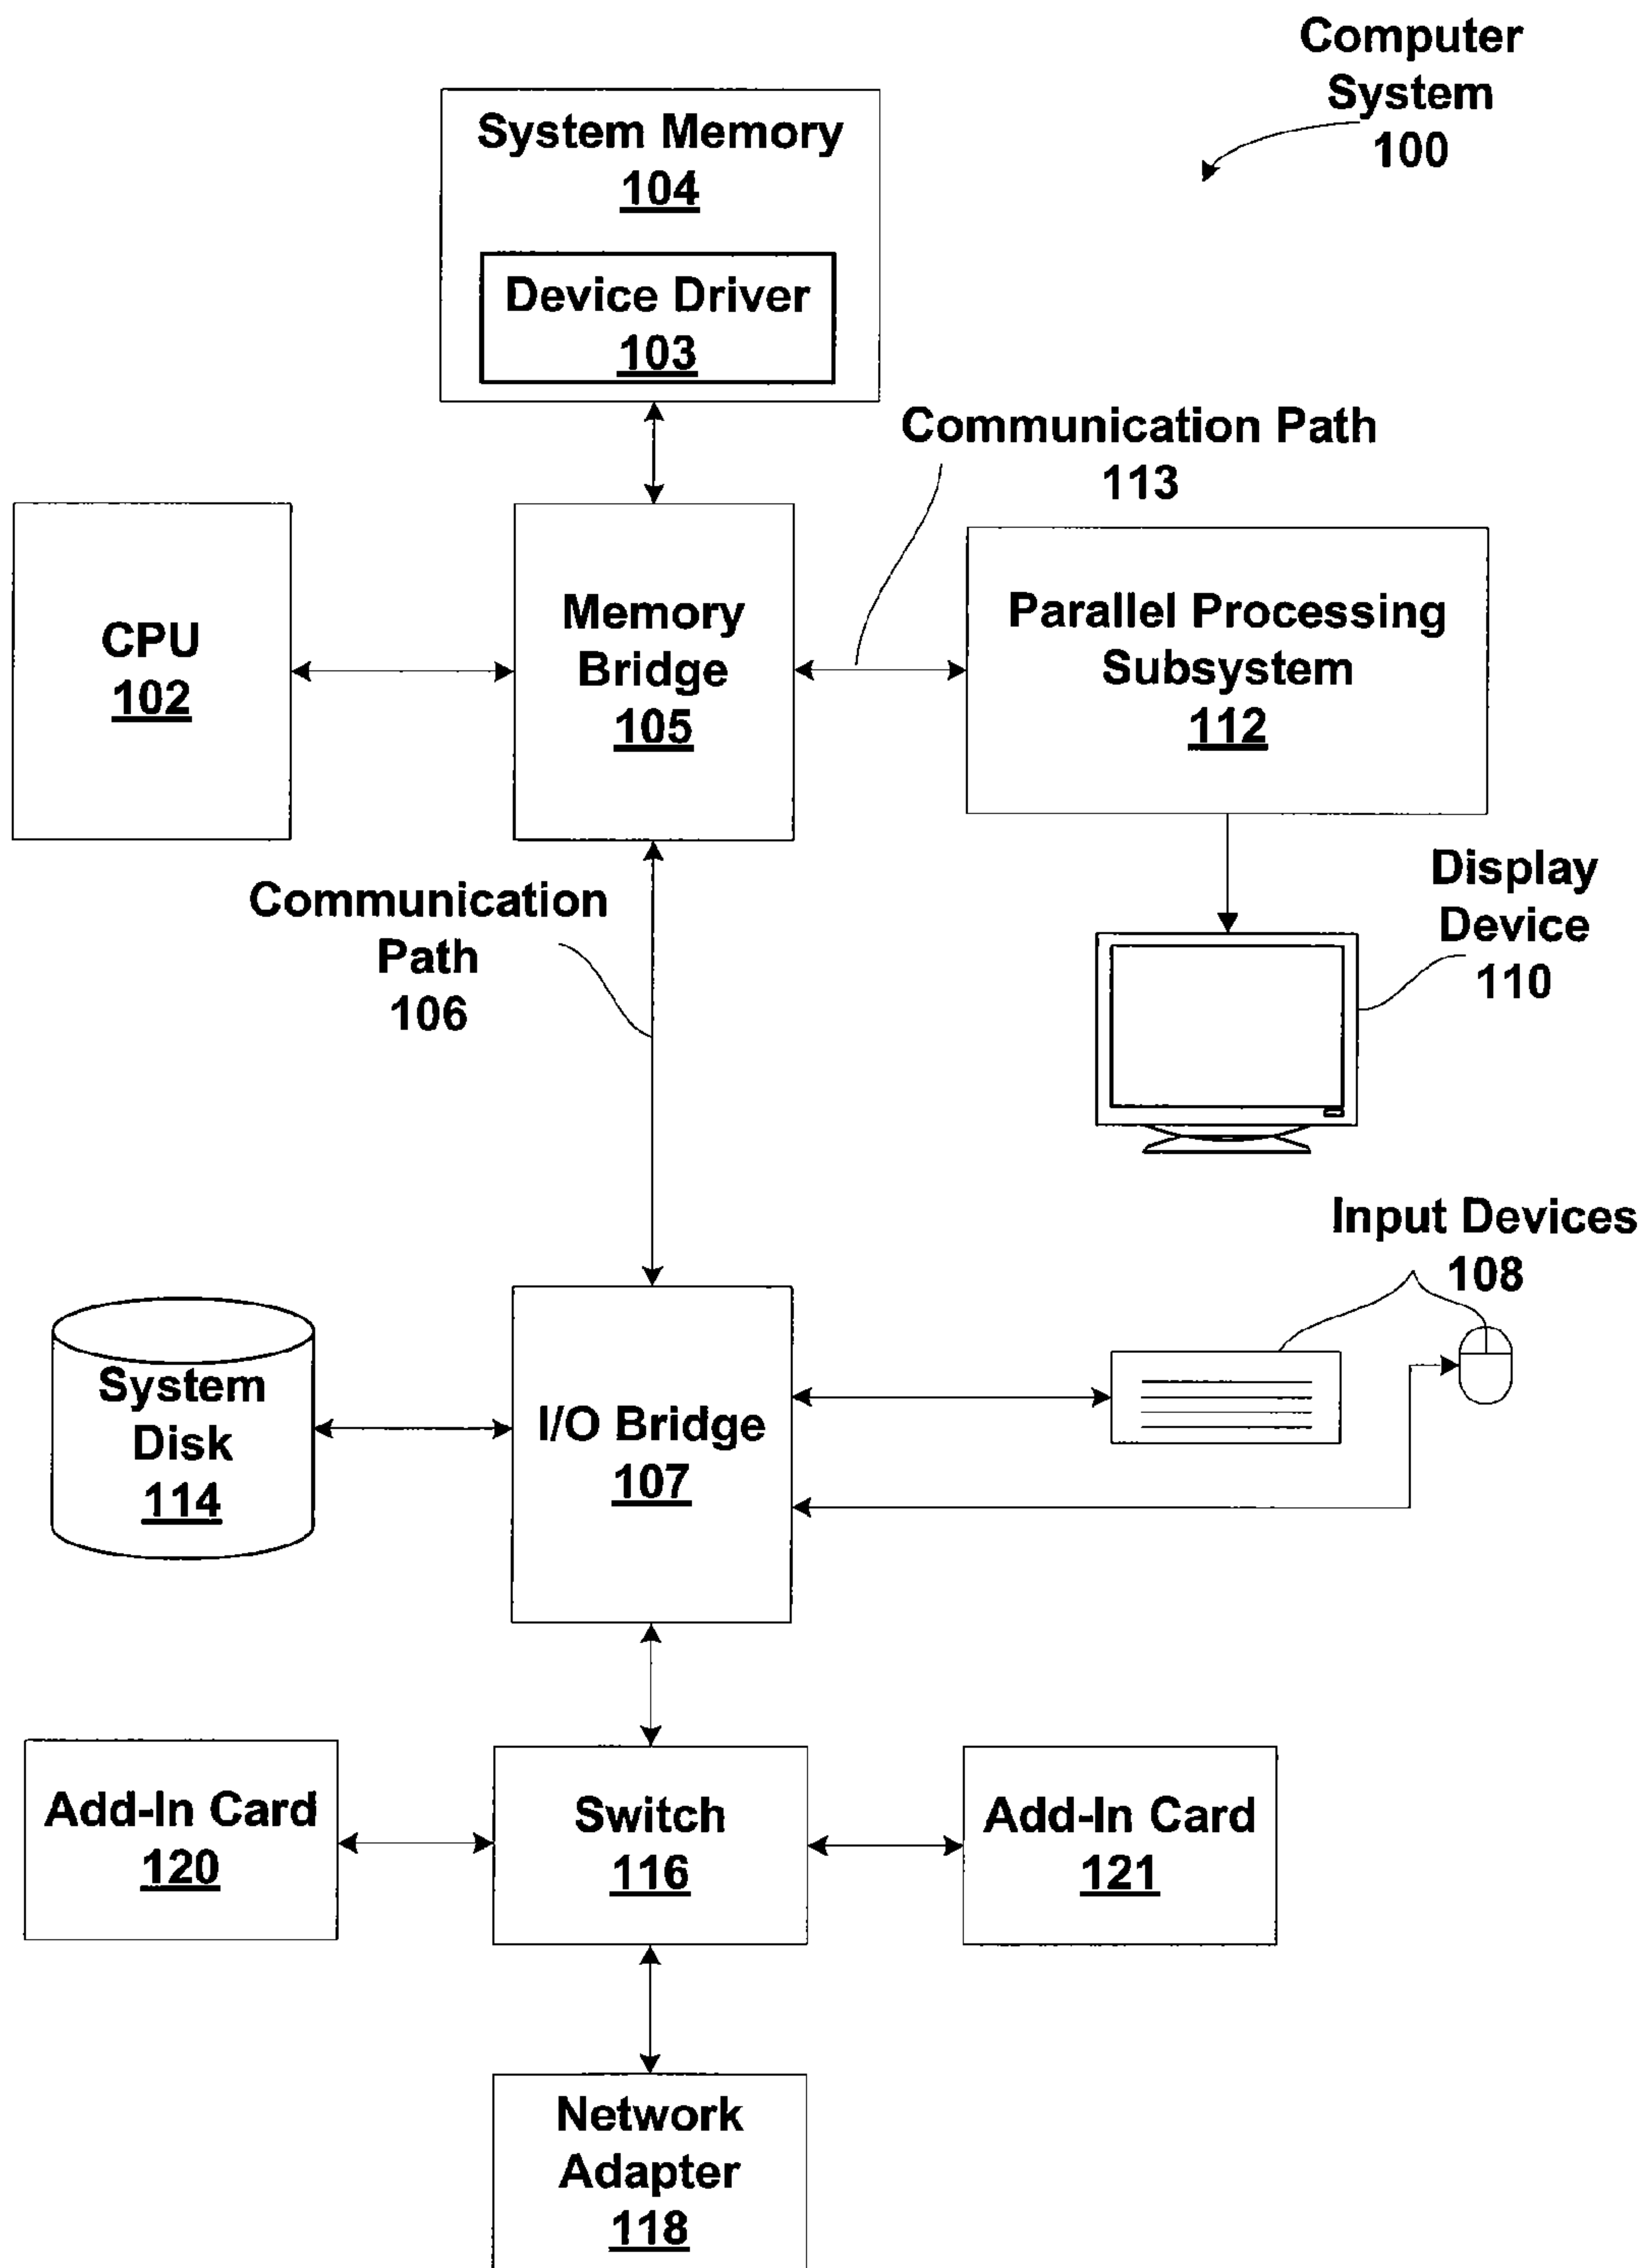 Computer
System
100
System Memory
104
Device Driver
103
Communication Path
113
CPU
102
Memory
Bridge
105
Parallel Processing
Subsystem
112
Communication
Path
106
Display
Device
110
Input Devices
108
System
Disk
114
I/O Bridge
107
Add-In Card
120
Switch
116
Add-In Card
121
Network
Adapter
118